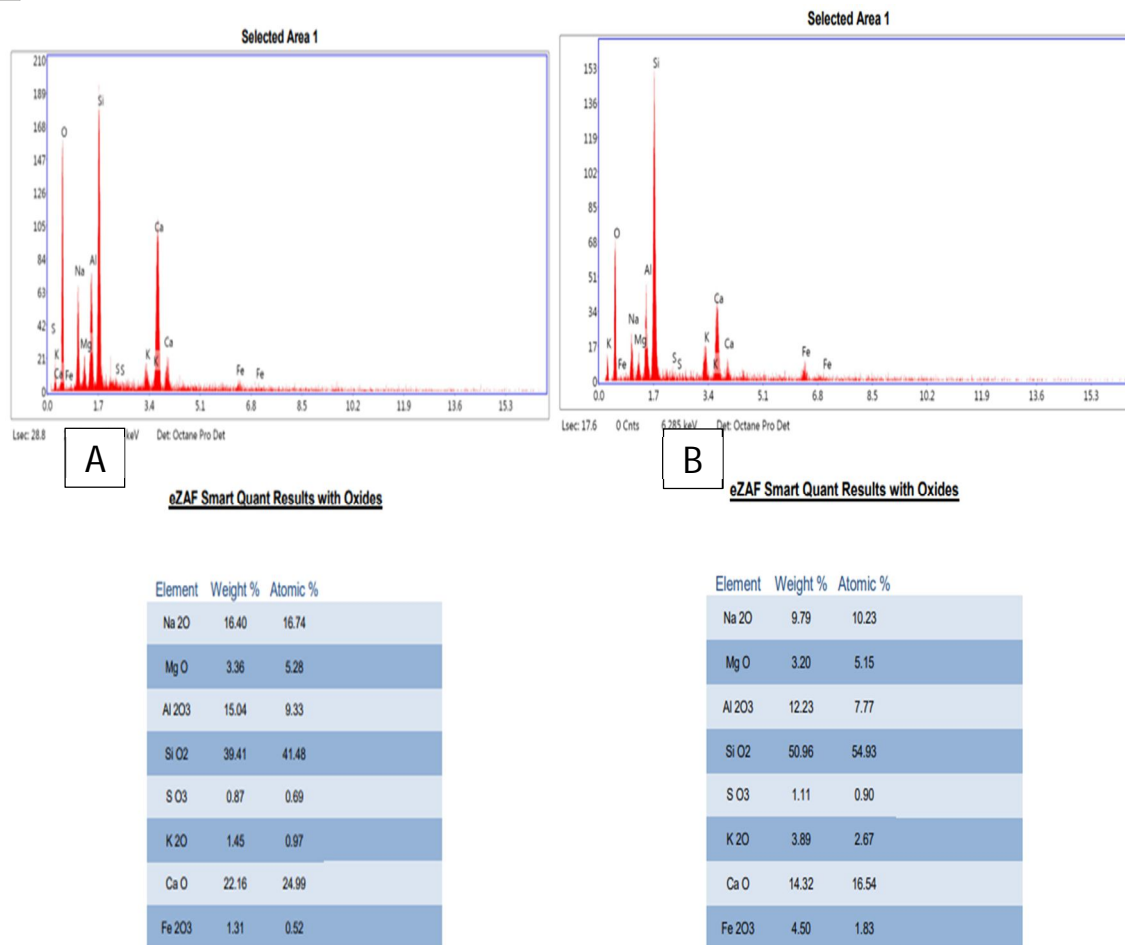 Selected Area 1
210
189
168
147
126
105
84
63
42
21
0
Si
O
Ca
Na
Al
Mg
S
K
Ca
Fe
S S
K
K
Ca
Fe
Fe
0.0 1.7 3.4 5.1 6.8 8.5 10.2 11.9 13.6 15.3
Lsec: 28.8 keV Det: Octane Pro Det
A
eZAF Smart Quant Results with Oxides
Element Weight % Atomic %
Na 2O 16.40 16.74
Mg O 3.36 5.28
Al 2O3 15.04 9.33
Si O2 39.41 41.48
S O3 0.87 0.69
K 2O 1.45 0.97
Ca O 22.16 24.99
Fe 2O3 1.31 0.52
Selected Area 1
153
136
119
102
85
68
51
34
17
0
Si
O
Al
Ca
Na
Mg
K
Fe
S
S
K
K
Ca
Fe
Fe
0.0 1.7 3.4 5.1 6.8 8.5 10.2 11.9 13.6 15.3
Lsec: 17.6 0 Cnts 6.285 keV Det: Octane Pro Det
B
eZAF Smart Quant Results with Oxides
Element Weight % Atomic %
Na 2O 9.79 10.23
Mg O 3.20 5.15
Al 2O3 12.23 7.77
Si O2 50.96 54.93
S O3 1.11 0.90
K 2O 3.89 2.67
Ca O 14.32 16.54
Fe 2O3 4.50 1.83